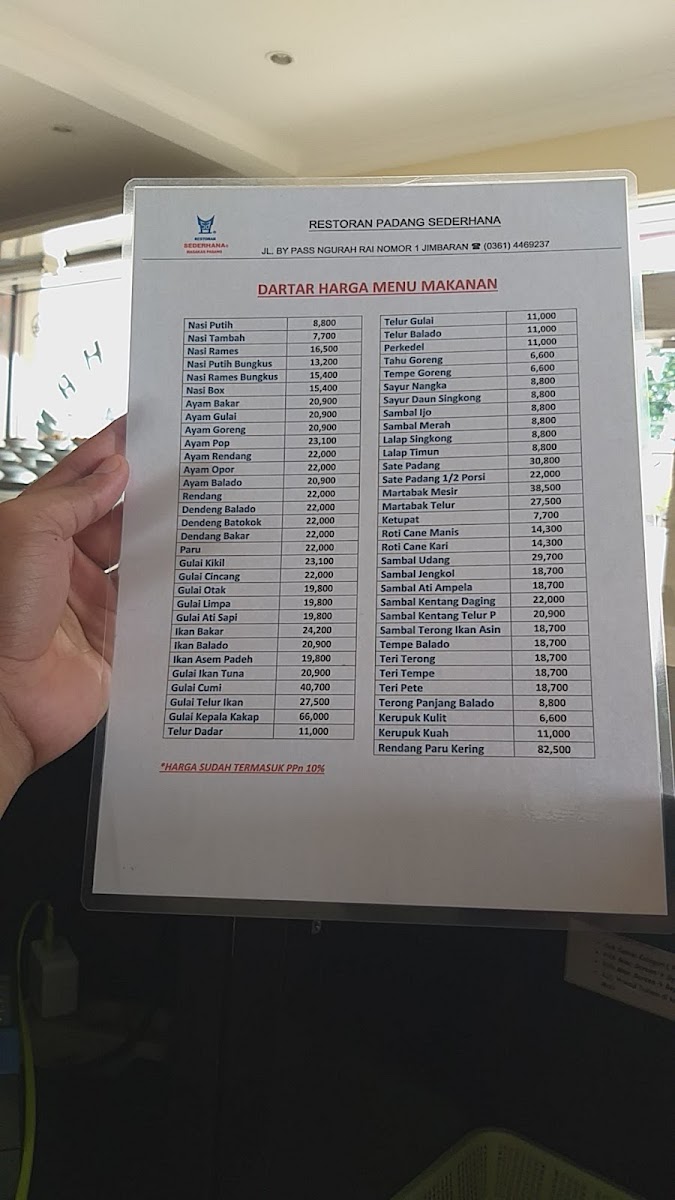 RESTORAN
SEDERHANA
MASAKAN PADANG
RESTORAN PADANG SEDERHANA
JL. BY PASS NGURAH RAI NOMOR 1 JIMBARAN ☎ (0361) 4469237
DARTAR HARGA MENU MAKANAN
Nasi Putih 8,800
Nasi Tambah 7,700
Nasi Rames 16,500
Nasi Putih Bungkus 13,200
Nasi Rames Bungkus 15,400
Nasi Box 15,400
Ayam Bakar 20,900
Ayam Gulai 20,900
Ayam Goreng 20,900
Ayam Pop 23,100
Ayam Rendang 22,000
Ayam Opor 22,000
Ayam Balado 20,900
Rendang 22,000
Dendeng Balado 22,000
Dendeng Batokok 22,000
Dendang Bakar 22,000
Paru 22,000
Gulai Kikil 23,100
Gulai Cincang 22,000
Gulai Otak 19,800
Gulai Limpa 19,800
Gulai Ati Sapi 19,800
Ikan Bakar 24,200
Ikan Balado 20,900
Ikan Asem Padeh 19,800
Gulai Ikan Tuna 20,900
Gulai Cumi 40,700
Gulai Telur Ikan 27,500
Gulai Kepala Kakap 66,000
Telur Dadar 11,000
Telur Gulai 11,000
Telur Balado 11,000
Perkedel 11,000
Tahu Goreng 6,600
Tempe Goreng 6,600
Sayur Nangka 8,800
Sayur Daun Singkong 8,800
Sambal Ijo 8,800
Sambal Merah 8,800
Lalap Singkong 8,800
Lalap Timun 8,800
Sate Padang 30,800
Sate Padang 1/2 Porsi 22,000
Martabak Mesir 38,500
Martabak Telur 27,500
Ketupat 7,700
Roti Cane Manis 14,300
Roti Cane Kari 14,300
Sambal Udang 29,700
Sambal Jengkol 18,700
Sambal Ati Ampela 18,700
Sambal Kentang Daging 22,000
Sambal Kentang Telur P 20,900
Sambal Terong Ikan Asin 18,700
Tempe Balado 18,700
Teri Terong 18,700
Teri Tempe 18,700
Teri Pete 18,700
Terong Panjang Balado 8,800
Kerupuk Kulit 6,600
Kerupuk Kuah 11,000
Rendang Paru Kering 82,500
*HARGA SUDAH TERMASUK PPn 10%